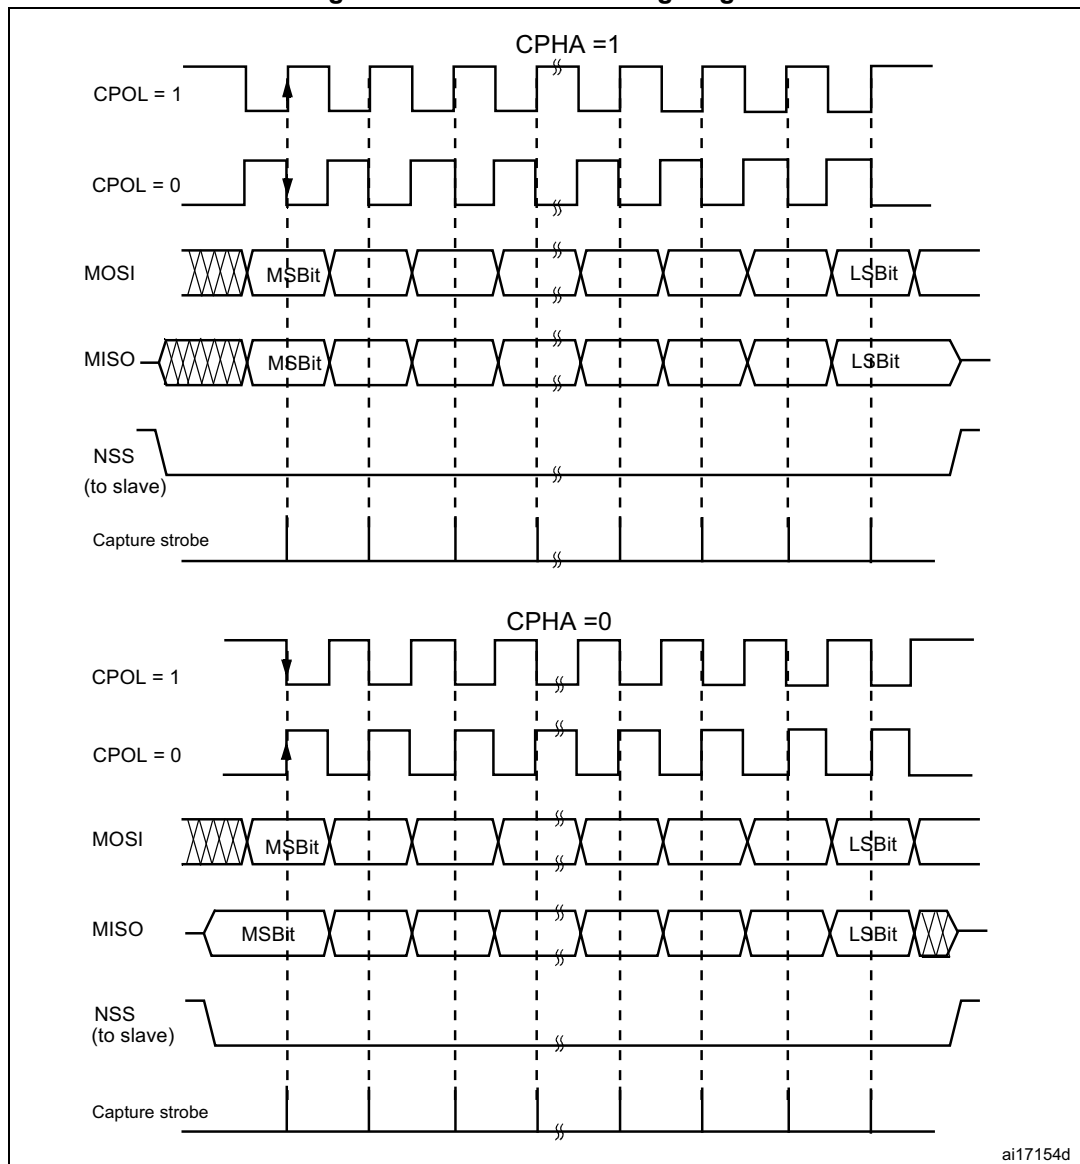 CPHA =1
CPOL = 1
CPOL = 0
MOSI MSBit LSBit
MISO MSBit LSBit
NSS
(to slave)
Capture strobe
CPHA =0
CPOL = 1
CPOL = 0
MOSI MSBit LSBit
MISO MSBit LSBit
NSS
(to slave)
Capture strobe
ai17154d